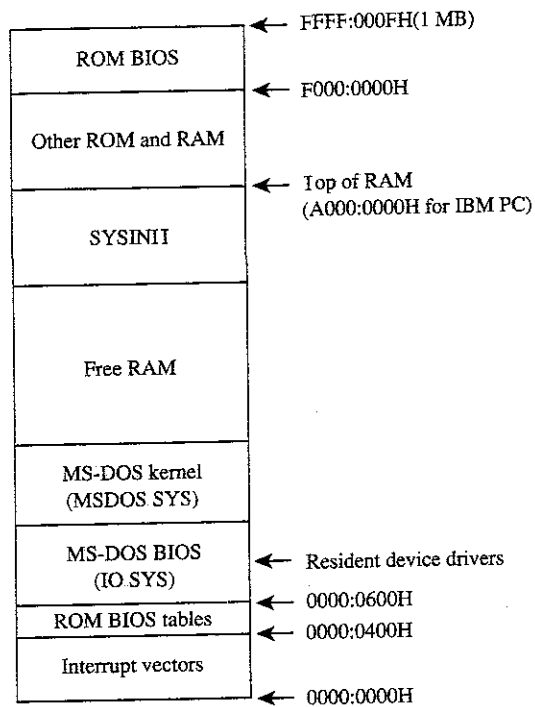 FFFF:000FH(1 MB)
ROM BIOS
F000:0000H
Other ROM and RAM
Top of RAM
(A000:0000H for IBM PC)
SYSINIT
Free RAM
MS-DOS kernel
(MSDOS SYS)
MS-DOS BIOS
(IO SYS)
Resident device drivers
0000:0600H
ROM BIOS tables
0000:0400H
Interrupt vectors
0000:0000H